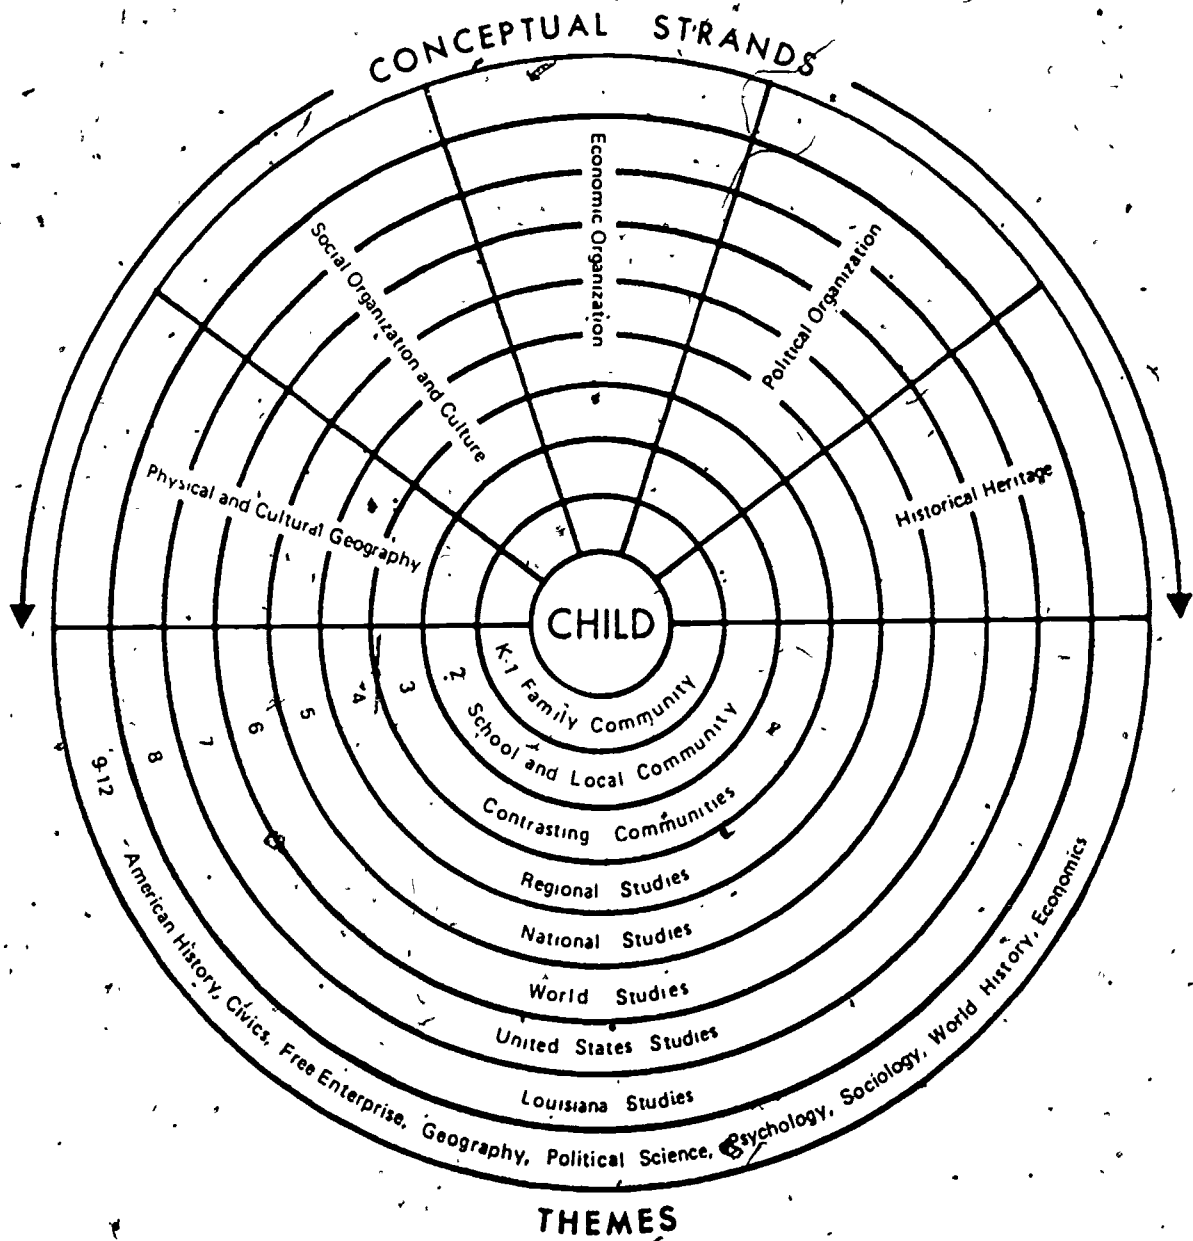 CONCEPTUAL STRANDS
Physical and Cultural Geography
Social Organization and Culture
Economic Organization
Political Organization
Historical Heritage
CHILD
K-1 Family Community
2 School and Local Community
3 Contrasting Communities
4 Regional Studies
5 National Studies
6 World Studies
7 United States Studies
8 Louisiana Studies
9-12 American History, Civics, Free Enterprise, Geography, Political Science, Psychology, Sociology, World History, Economics
THEMES